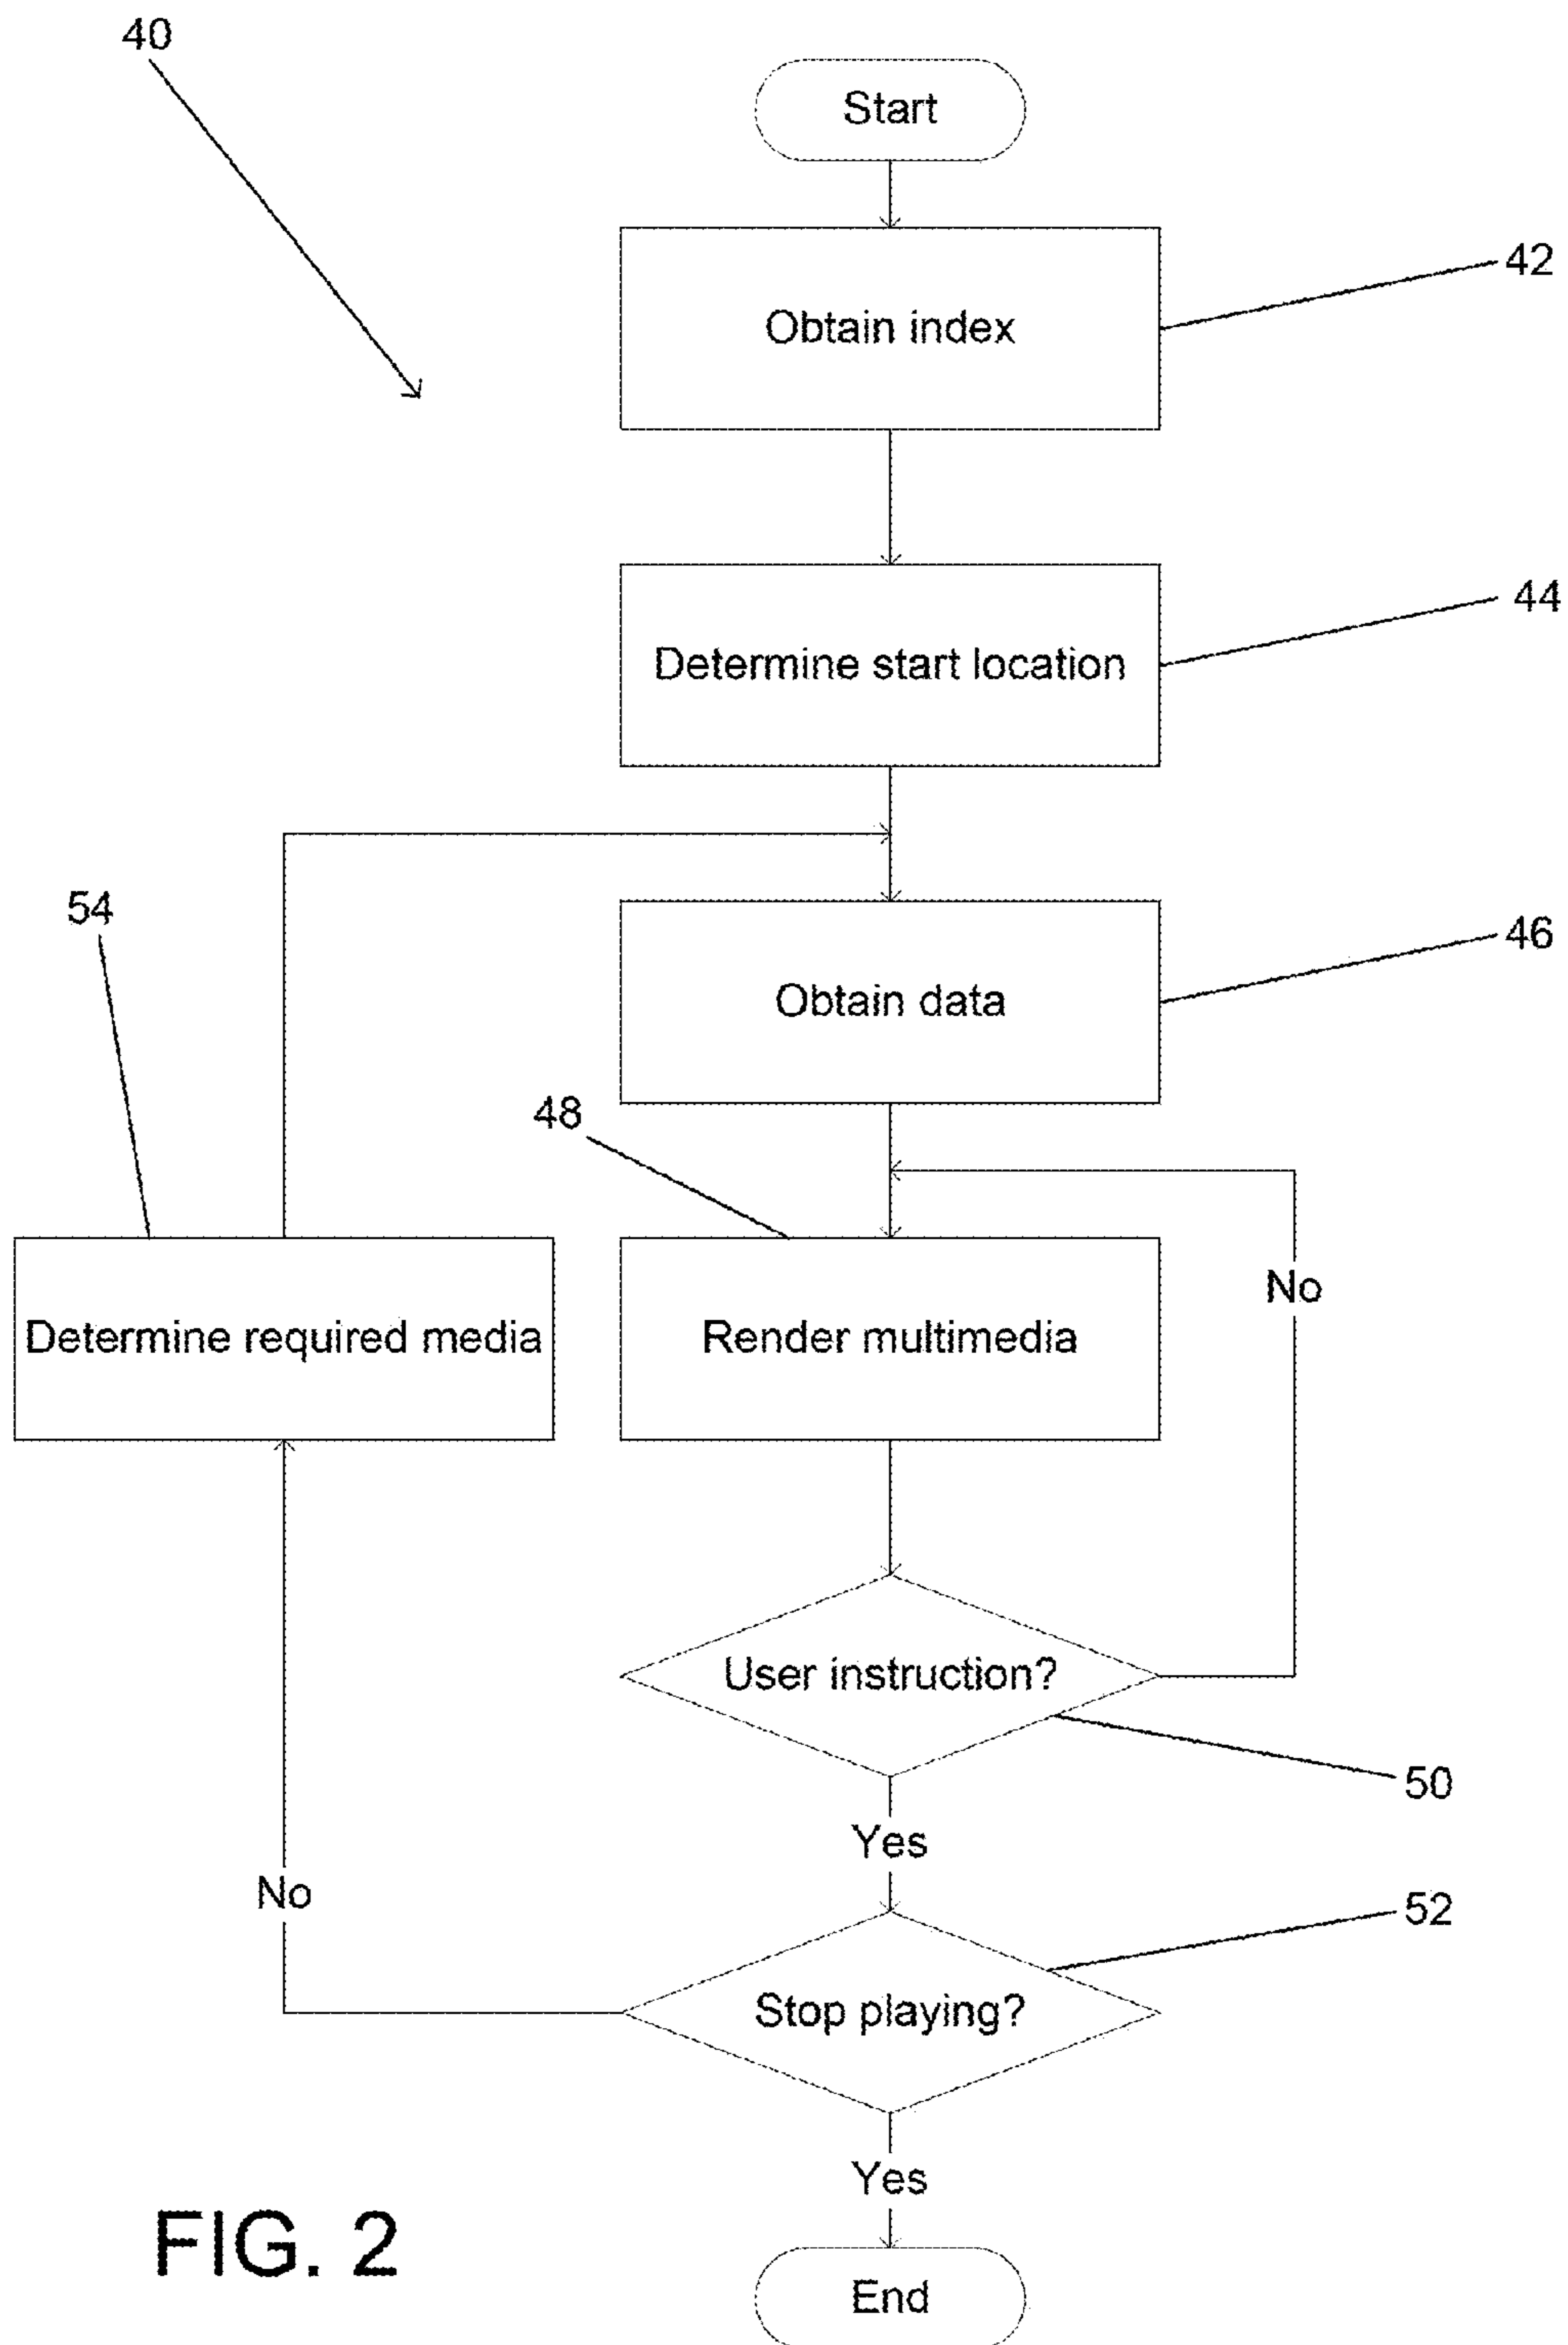 40
Start
Obtain index
42
Determine start location
44
54
Obtain data
46
48
Determine required media
Render multimedia
No
User instruction?
50
Yes
No
52
Stop playing?
Yes
FIG. 2
End